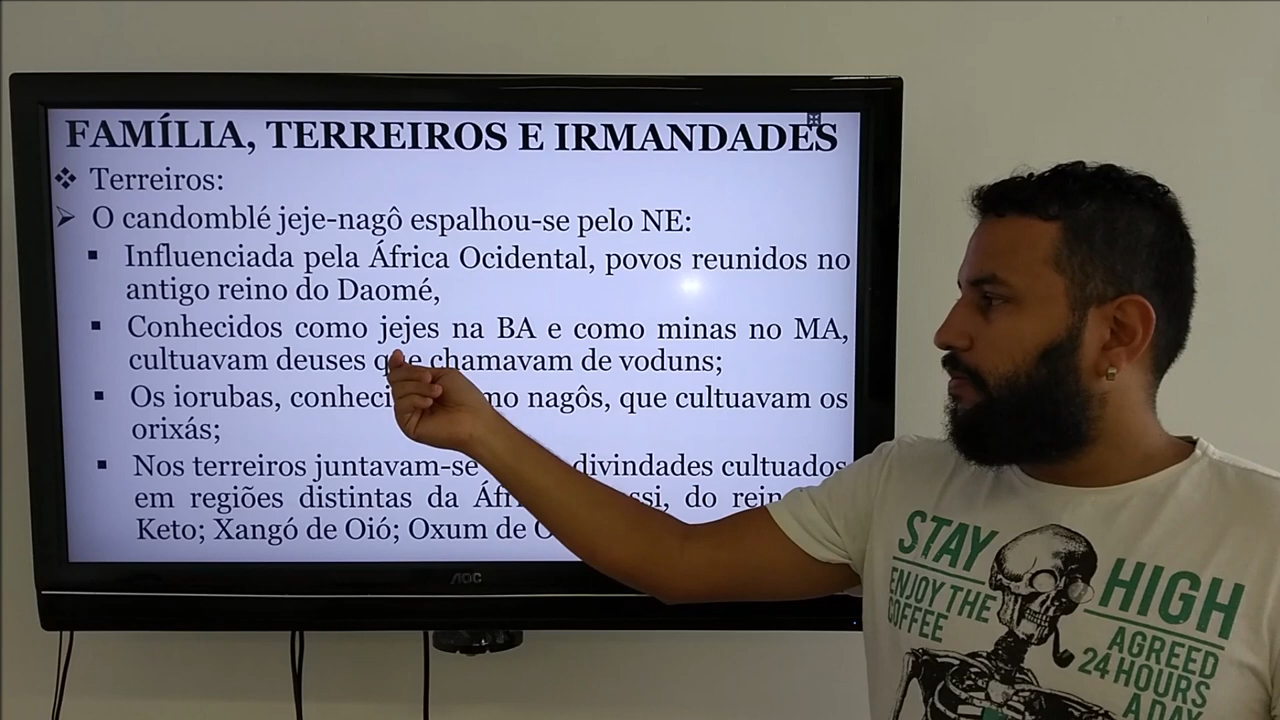 FAMÍLIA, TERREIROS E IRMANDADES
Terreiros:
O candomblé jeje-nagô espalhou-se pelo NE:
Influenciada pela África Ocidental, povos reunidos no
antigo reino do Daomé,
Conhecidos como jejes na BA e como minas no MA,
cultuavam deuses que chamavam de voduns;
Os iorubas, nagôs, que cultuavam os
orixás;
Nos terreiros juntavam-se divindades cultuados
em regiões distintas da do
Keto; Xangó de Oió; Oxum de
AOC
STAY
HIGH
ENJOY THE
COFFEE
AGREED
24 HOURS
A DAY